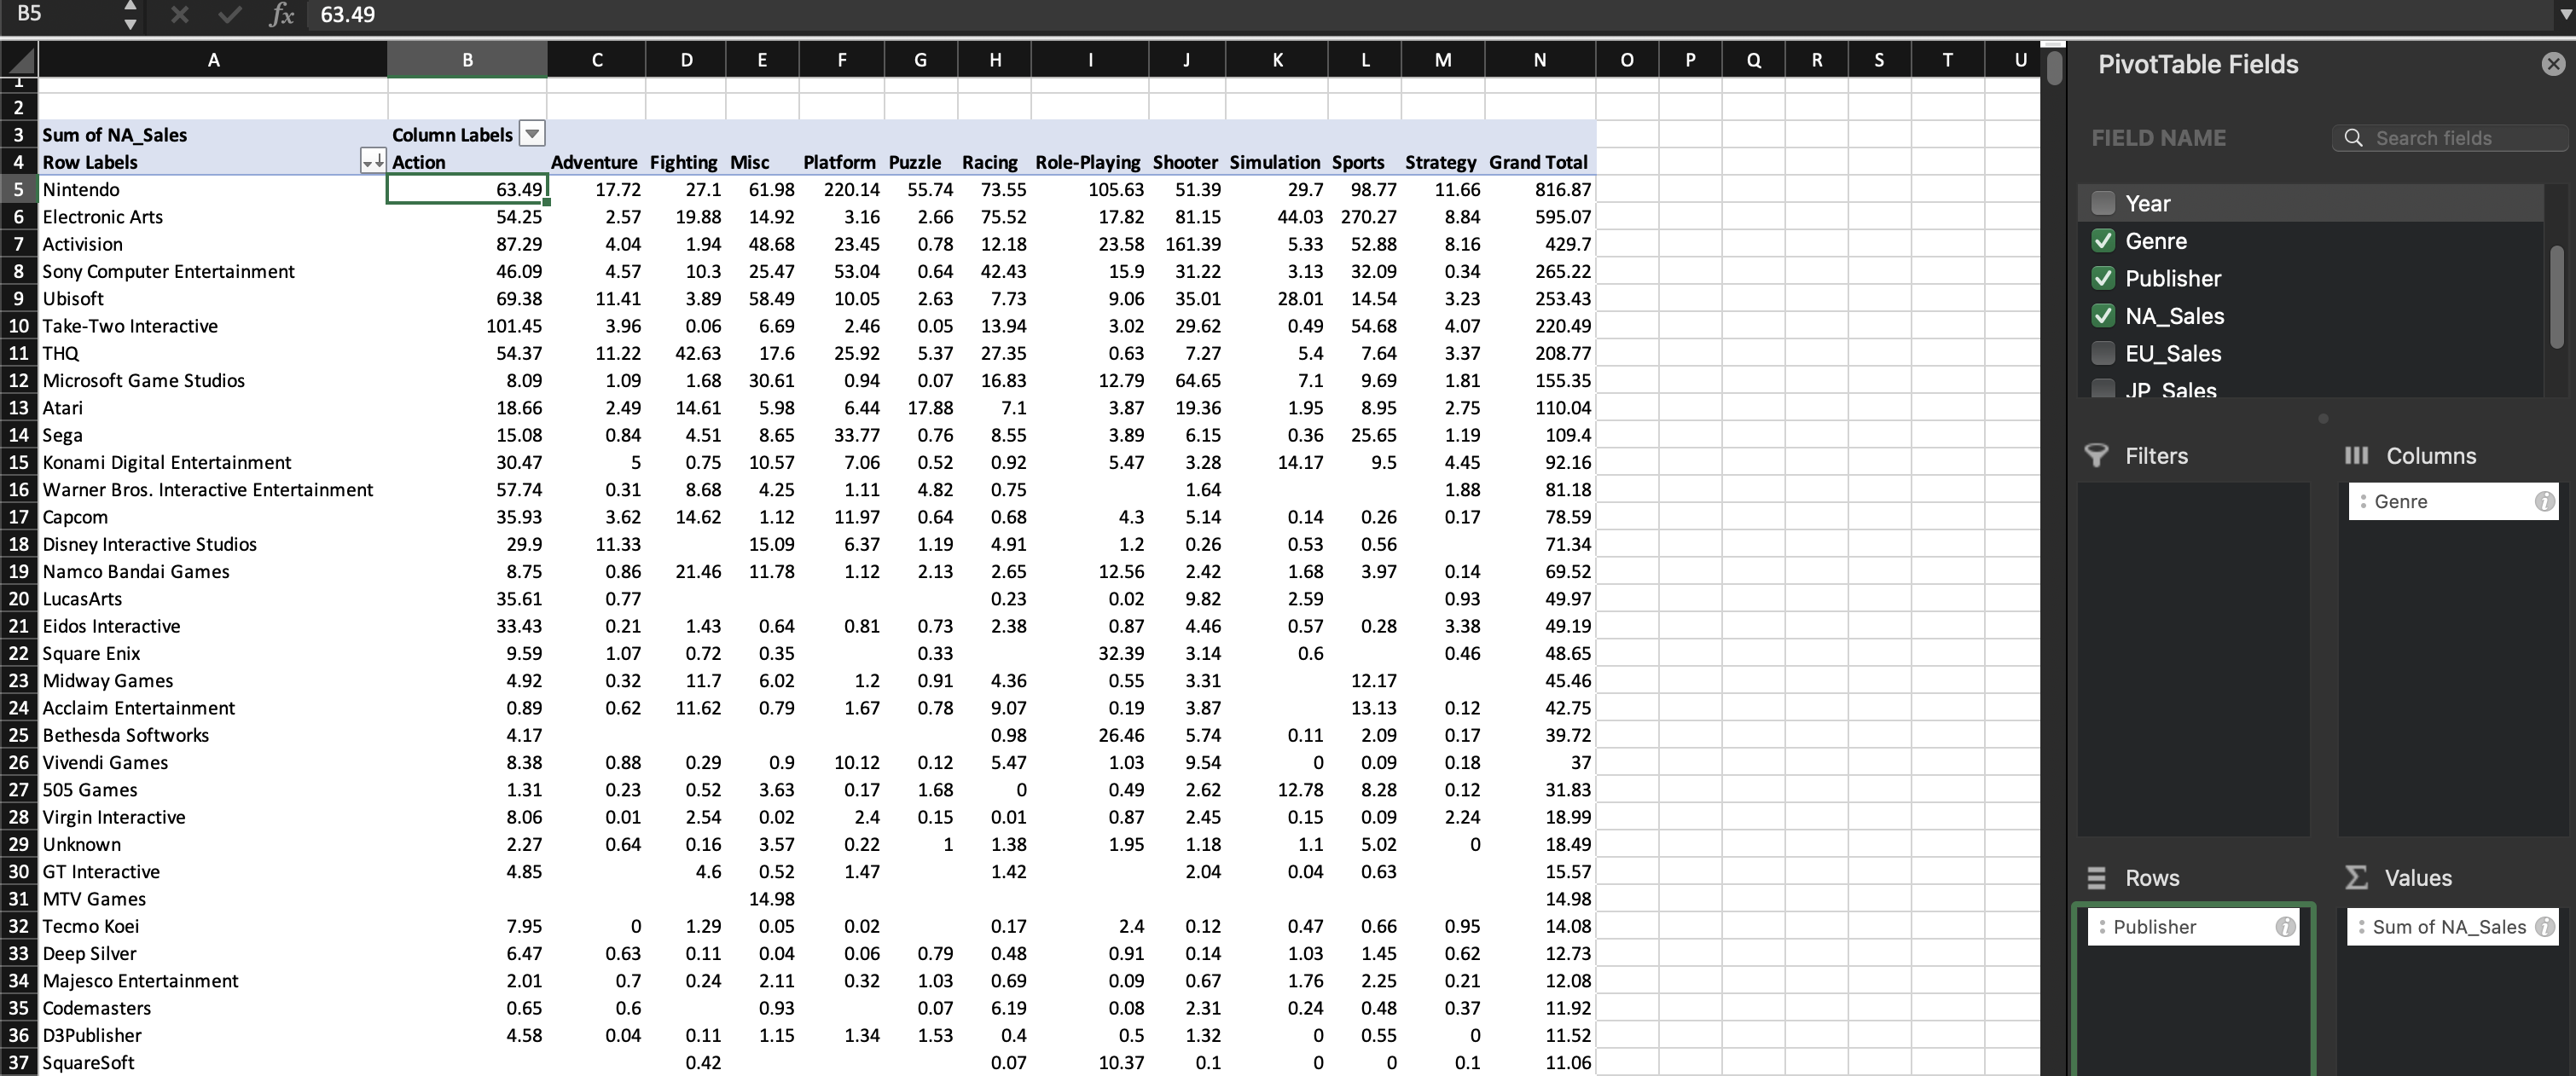 B5 fx 63.49
A B C D E F G H I J K L M N O P Q R S T U
1
2
3 Sum of NA_Sales Column Labels
4 Row Labels Action Adventure Fighting Misc Platform Puzzle Racing Role-Playing Shooter Simulation Sports Strategy Grand Total
5 Nintendo 63.49 17.72 27.1 61.98 220.14 55.74 73.55 105.63 51.39 29.7 98.77 11.66 816.87
6 Electronic Arts 54.25 2.57 19.88 14.92 3.16 2.66 75.52 17.82 81.15 44.03 270.27 8.84 595.07
7 Activision 87.29 4.04 1.94 48.68 23.45 0.78 12.18 23.58 161.39 5.33 52.88 8.16 429.7
8 Sony Computer Entertainment 46.09 4.57 10.3 25.47 53.04 0.64 42.43 15.9 31.22 3.13 32.09 0.34 265.22
9 Ubisoft 69.38 11.41 3.89 58.49 10.05 2.63 7.73 9.06 35.01 28.01 14.54 3.23 253.43
10 Take-Two Interactive 101.45 3.96 0.06 6.69 2.46 0.05 13.94 3.02 29.62 0.49 54.68 4.07 220.49
11 THQ 54.37 11.22 42.63 17.6 25.92 5.37 27.35 0.63 7.27 5.4 7.64 3.37 208.77
12 Microsoft Game Studios 8.09 1.09 1.68 30.61 0.94 0.07 16.83 12.79 64.65 7.1 9.69 1.81 155.35
13 Atari 18.66 2.49 14.61 5.98 6.44 17.88 7.1 3.87 19.36 1.95 8.95 2.75 110.04
14 Sega 15.08 0.84 4.51 8.65 33.77 0.76 8.55 3.89 6.15 0.36 25.65 1.19 109.4
15 Konami Digital Entertainment 30.47 5 0.75 10.57 7.06 0.52 0.92 5.47 3.28 14.17 9.5 4.45 92.16
16 Warner Bros. Interactive Entertainment 57.74 0.31 8.68 4.25 1.11 4.82 0.75 1.64 1.88 81.18
17 Capcom 35.93 3.62 14.62 1.12 11.97 0.64 0.68 4.3 5.14 0.14 0.26 0.17 78.59
18 Disney Interactive Studios 29.9 11.33 15.09 6.37 1.19 4.91 1.2 0.26 0.53 0.56 71.34
19 Namco Bandai Games 8.75 0.86 21.46 11.78 1.12 2.13 2.65 12.56 2.42 1.68 3.97 0.14 69.52
20 LucasArts 35.61 0.77 0.23 0.02 9.82 2.59 0.93 49.97
21 Eidos Interactive 33.43 0.21 1.43 0.64 0.81 0.73 2.38 0.87 4.46 0.57 0.28 3.38 49.19
22 Square Enix 9.59 1.07 0.72 0.35 0.33 32.39 3.14 0.6 0.46 48.65
23 Midway Games 4.92 0.32 11.7 6.02 1.2 0.91 4.36 0.55 3.31 12.17 45.46
24 Acclaim Entertainment 0.89 0.62 11.62 0.79 1.67 0.78 9.07 0.19 3.87 13.13 0.12 42.75
25 Bethesda Softworks 4.17 0.98 26.46 5.74 0.11 2.09 0.17 39.72
26 Vivendi Games 8.38 0.88 0.29 0.9 10.12 0.12 5.47 1.03 9.54 0 0.09 0.18 37
27 505 Games 1.31 0.23 0.52 3.63 0.17 1.68 0 0.49 2.62 12.78 8.28 0.12 31.83
28 Virgin Interactive 8.06 0.01 2.54 0.02 2.4 0.15 0.01 0.87 2.45 0.15 0.09 2.24 18.99
29 Unknown 2.27 0.64 0.16 3.57 0.22 1 1.38 1.95 1.18 1.1 5.02 0 18.49
30 GT Interactive 4.85 4.6 0.52 1.47 1.42 2.04 0.04 0.63 15.57
31 MTV Games 14.98 14.98
32 Tecmo Koei 7.95 0 1.29 0.05 0.02 0.17 2.4 0.12 0.47 0.66 0.95 14.08
33 Deep Silver 6.47 0.63 0.11 0.04 0.06 0.79 0.48 0.91 0.14 1.03 1.45 0.62 12.73
34 Majesco Entertainment 2.01 0.7 0.24 2.11 0.32 1.03 0.69 0.09 0.67 1.76 2.25 0.21 12.08
35 Codemasters 0.65 0.6 0.93 0.07 6.19 0.08 2.31 0.24 0.48 0.37 11.92
36 D3Publisher 4.58 0.04 0.11 1.15 1.34 1.53 0.4 0.5 1.32 0 0.55 0 11.52
37 SquareSoft 0.42 0.07 10.37 0.1 0 0 0.1 11.06
PivotTable Fields
FIELD NAME Search fields
Year
Genre
Publisher
NA_Sales
EU_Sales
JP_Sales
Filters
Columns
Genre
Rows
Publisher
Values
Sum of NA_Sales